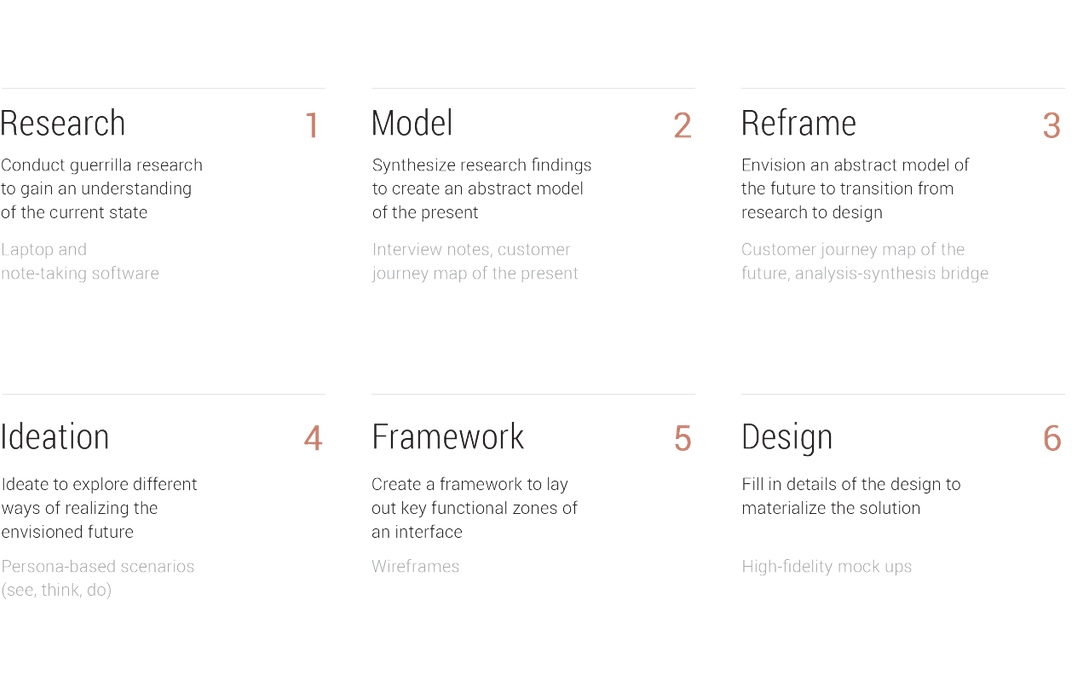 Research
1
Conduct guerrilla research
to gain an understanding
of the current state
Laptop and
note-taking software
Model
2
Synthesize research findings
to create an abstract model
of the present
Interview notes, customer
journey map of the present
Reframe
3
Envision an abstract model of
the future to transition from
research to design
Customer journey map of the
future, analysis-synthesis bridge
Ideation
4
Ideate to explore different
ways of realizing the
envisioned future
Persona-based scenarios
(see, think, do)
Framework
5
Create a framework to lay
out key functional zones of
an interface
Wireframes
Design
6
Fill in details of the design to
materialize the solution
High-fidelity mock ups